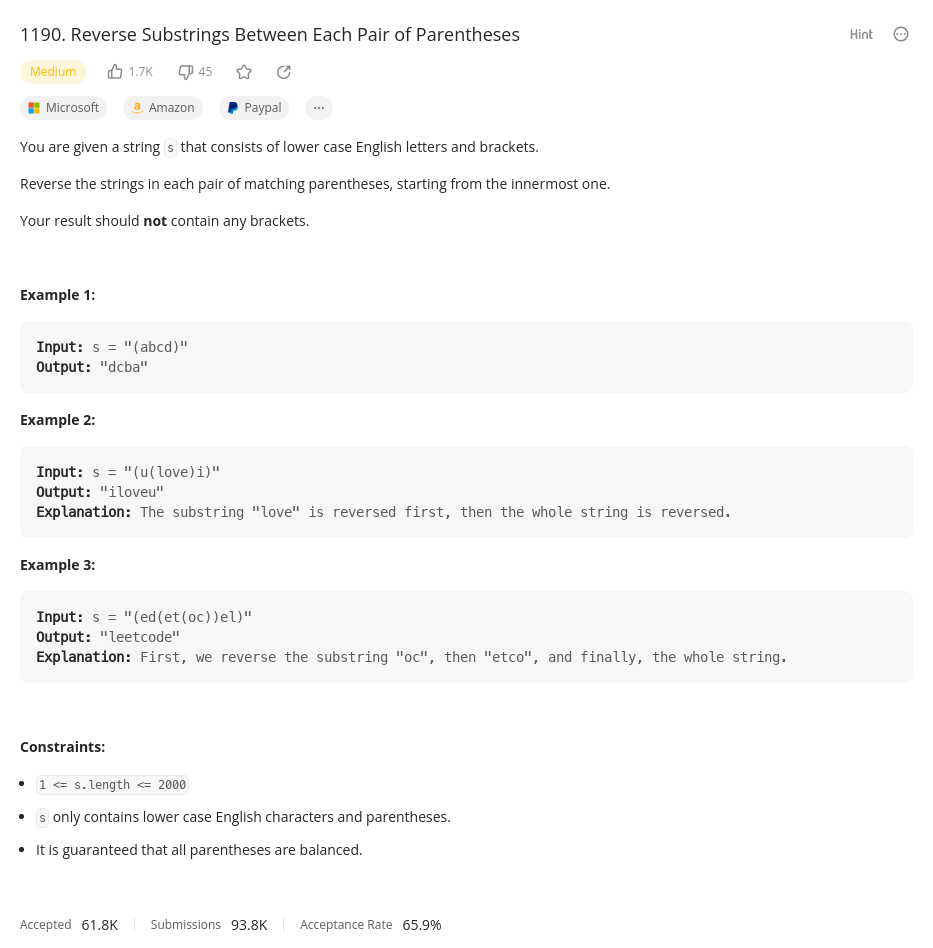 1190. Reverse Substrings Between Each Pair of Parentheses
Hint
Medium 1.7K 45
Microsoft Amazon Paypal ...
You are given a string s that consists of lower case English letters and brackets.
Reverse the strings in each pair of matching parentheses, starting from the innermost one.
Your result should not contain any brackets.
Example 1:
Input: s = "(abcd)"
Output: "dcba"
Example 2:
Input: s = "(u(love)i)"
Output: "iloveu"
Explanation: The substring "love" is reversed first, then the whole string is reversed.
Example 3:
Input: s = "(ed(et(oc))el)"
Output: "leetcode"
Explanation: First, we reverse the substring "oc", then "etco", and finally, the whole string.
Constraints:
1 <= s.length <= 2000
s only contains lower case English characters and parentheses.
It is guaranteed that all parentheses are balanced.
Accepted 61.8K Submissions 93.8K Acceptance Rate 65.9%